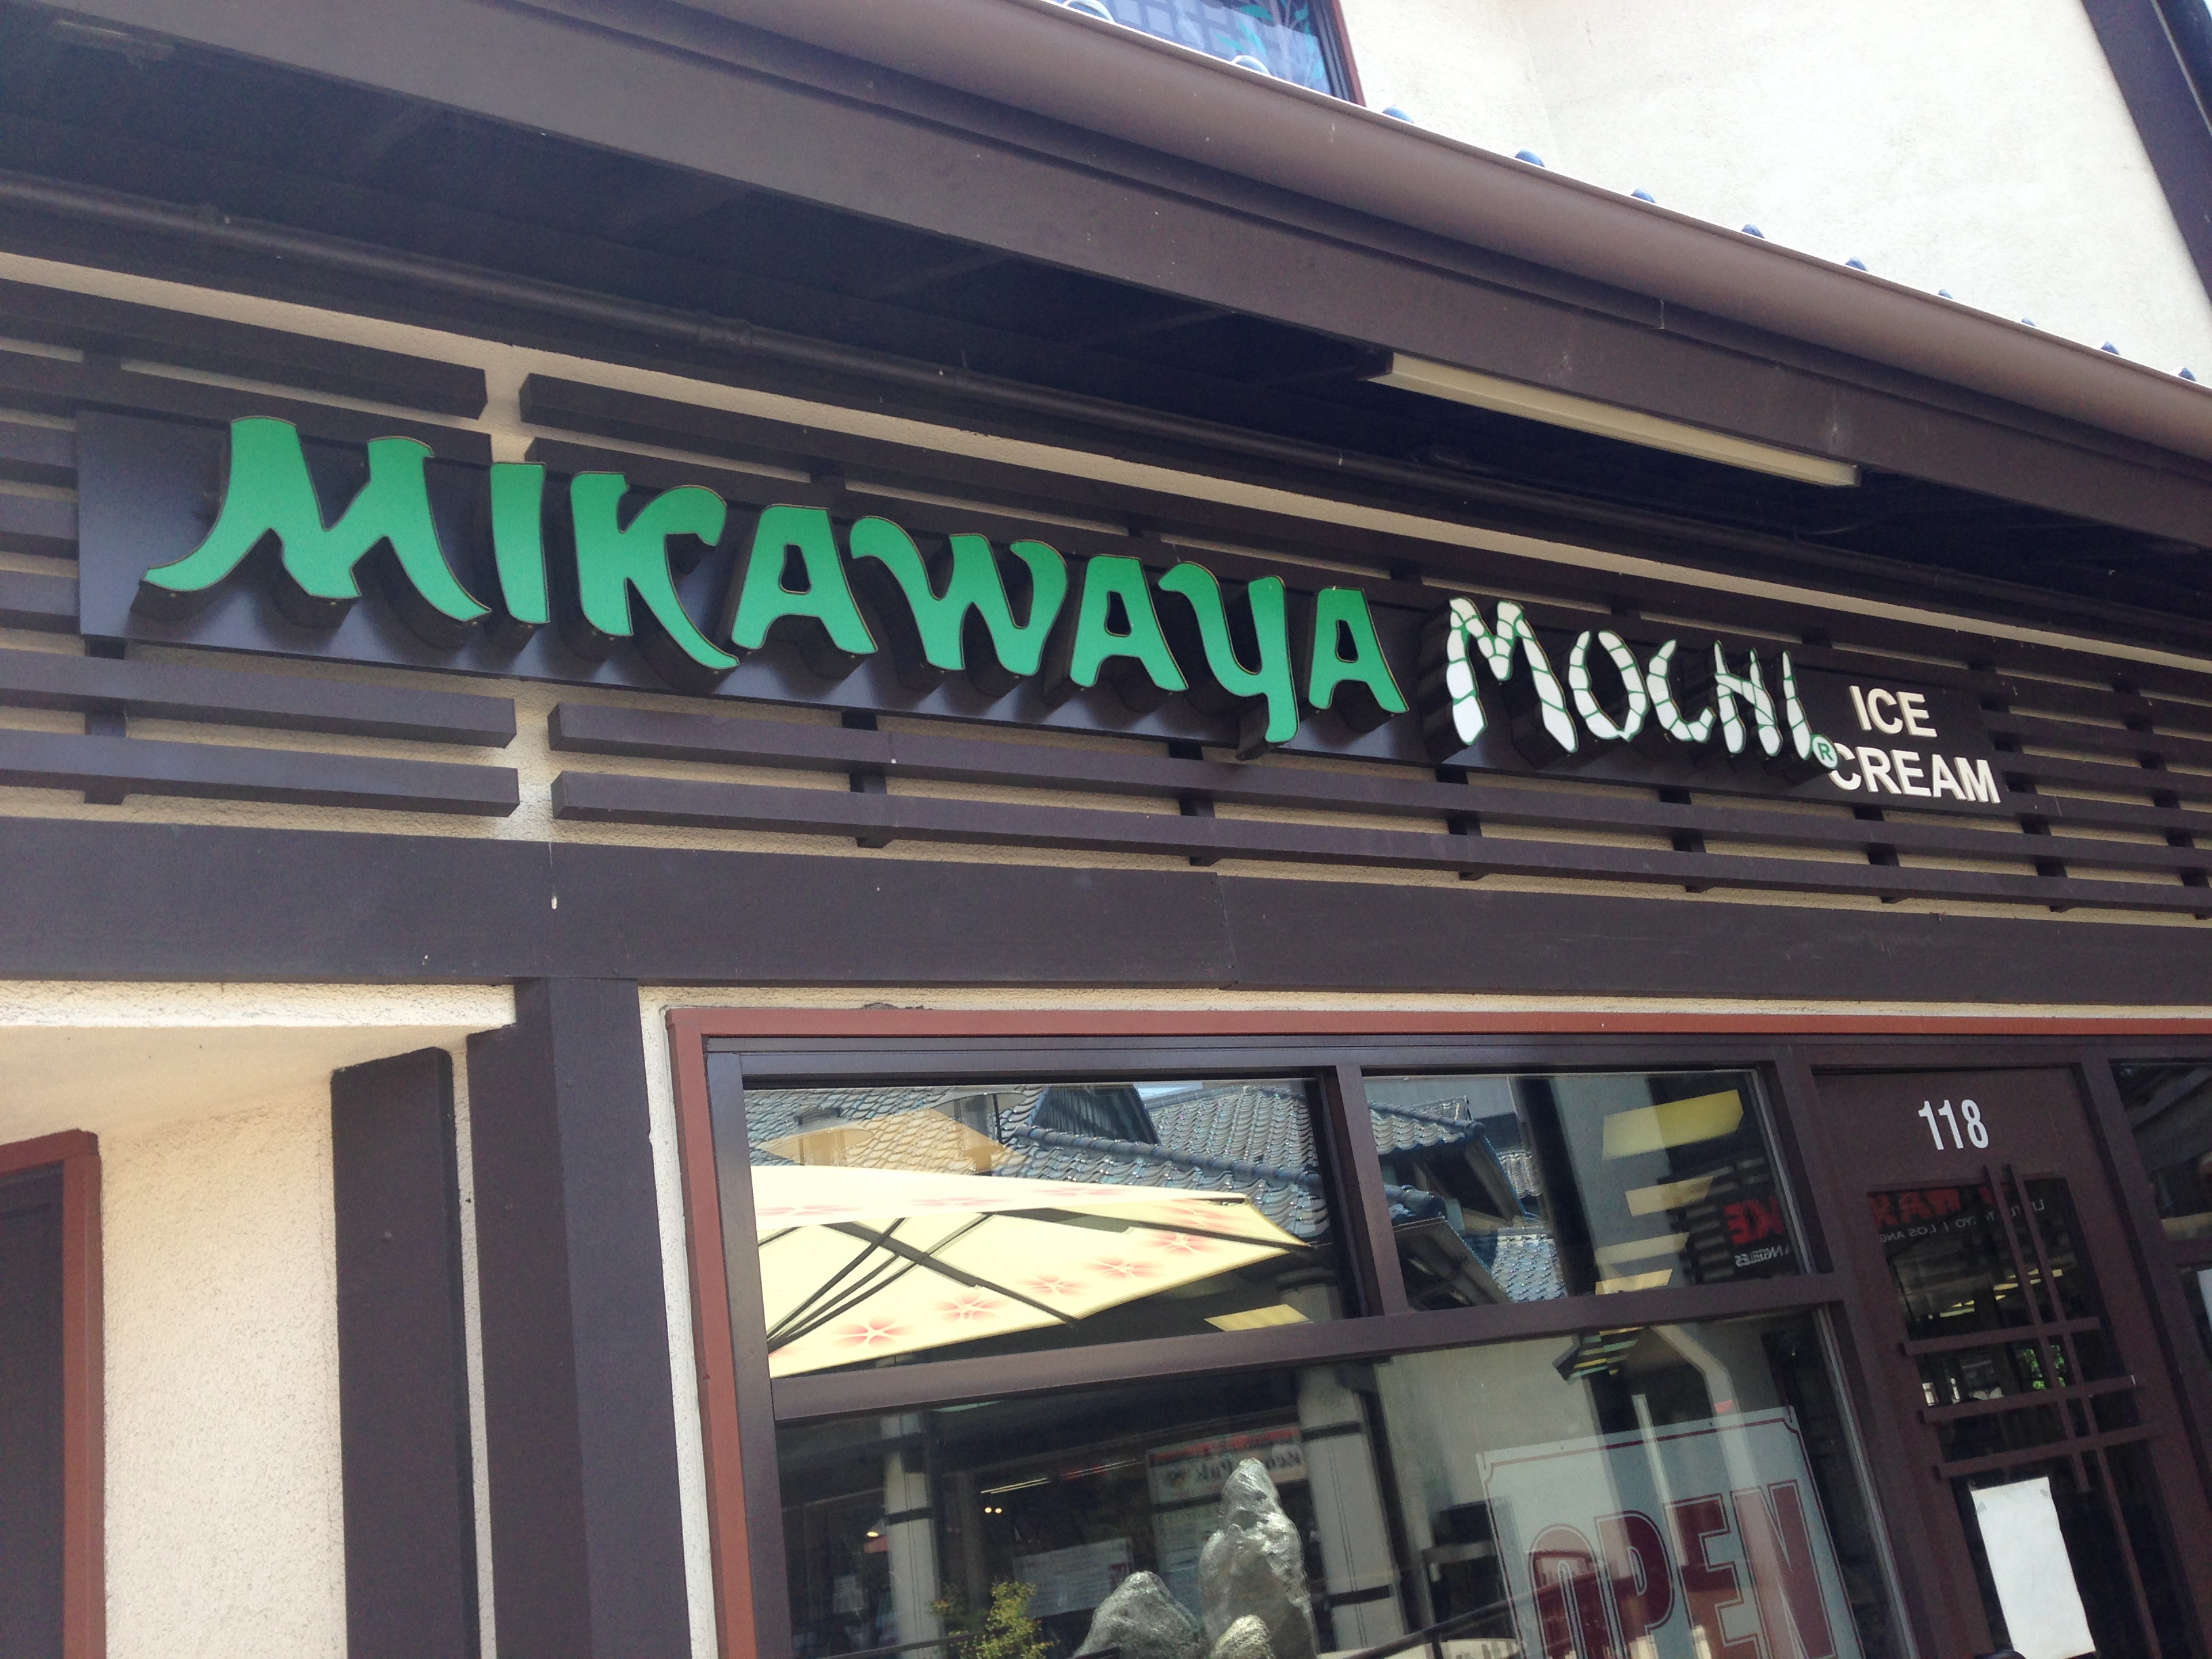 MIKAWAYA MOCHI® ICE
CREAM
118
OPEN